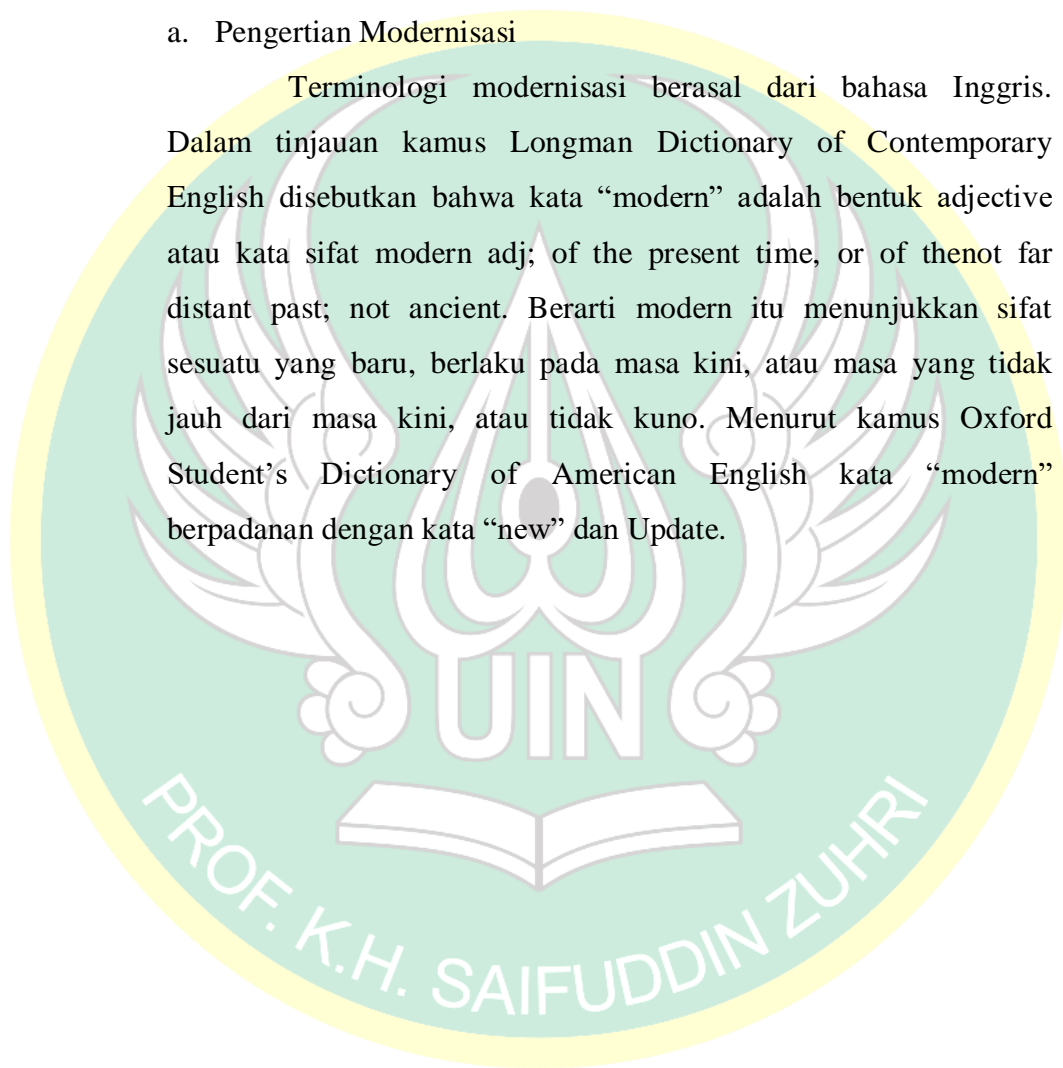 a. Pengertian Modernisasi
Terminologi modernisasi berasal dari bahasa Inggris.
Dalam tinjauan kamus Longman Dictionary of Contemporary
English disebutkan bahwa kata “modern” adalah bentuk adjective
atau kata sifat modern adj; of the present time, or of thenot far
distant past; not ancient. Berarti modern itu menunjukkan sifat
sesuatu yang baru, berlaku pada masa kini, atau masa yang tidak
jauh dari masa kini, atau tidak kuno. Menurut kamus Oxford
Student’s Dictionary of American English kata “modern”
berpadanan dengan kata “new” dan Update.
UIN
PROF. K.H. SAIFUDDIN ZUHRI